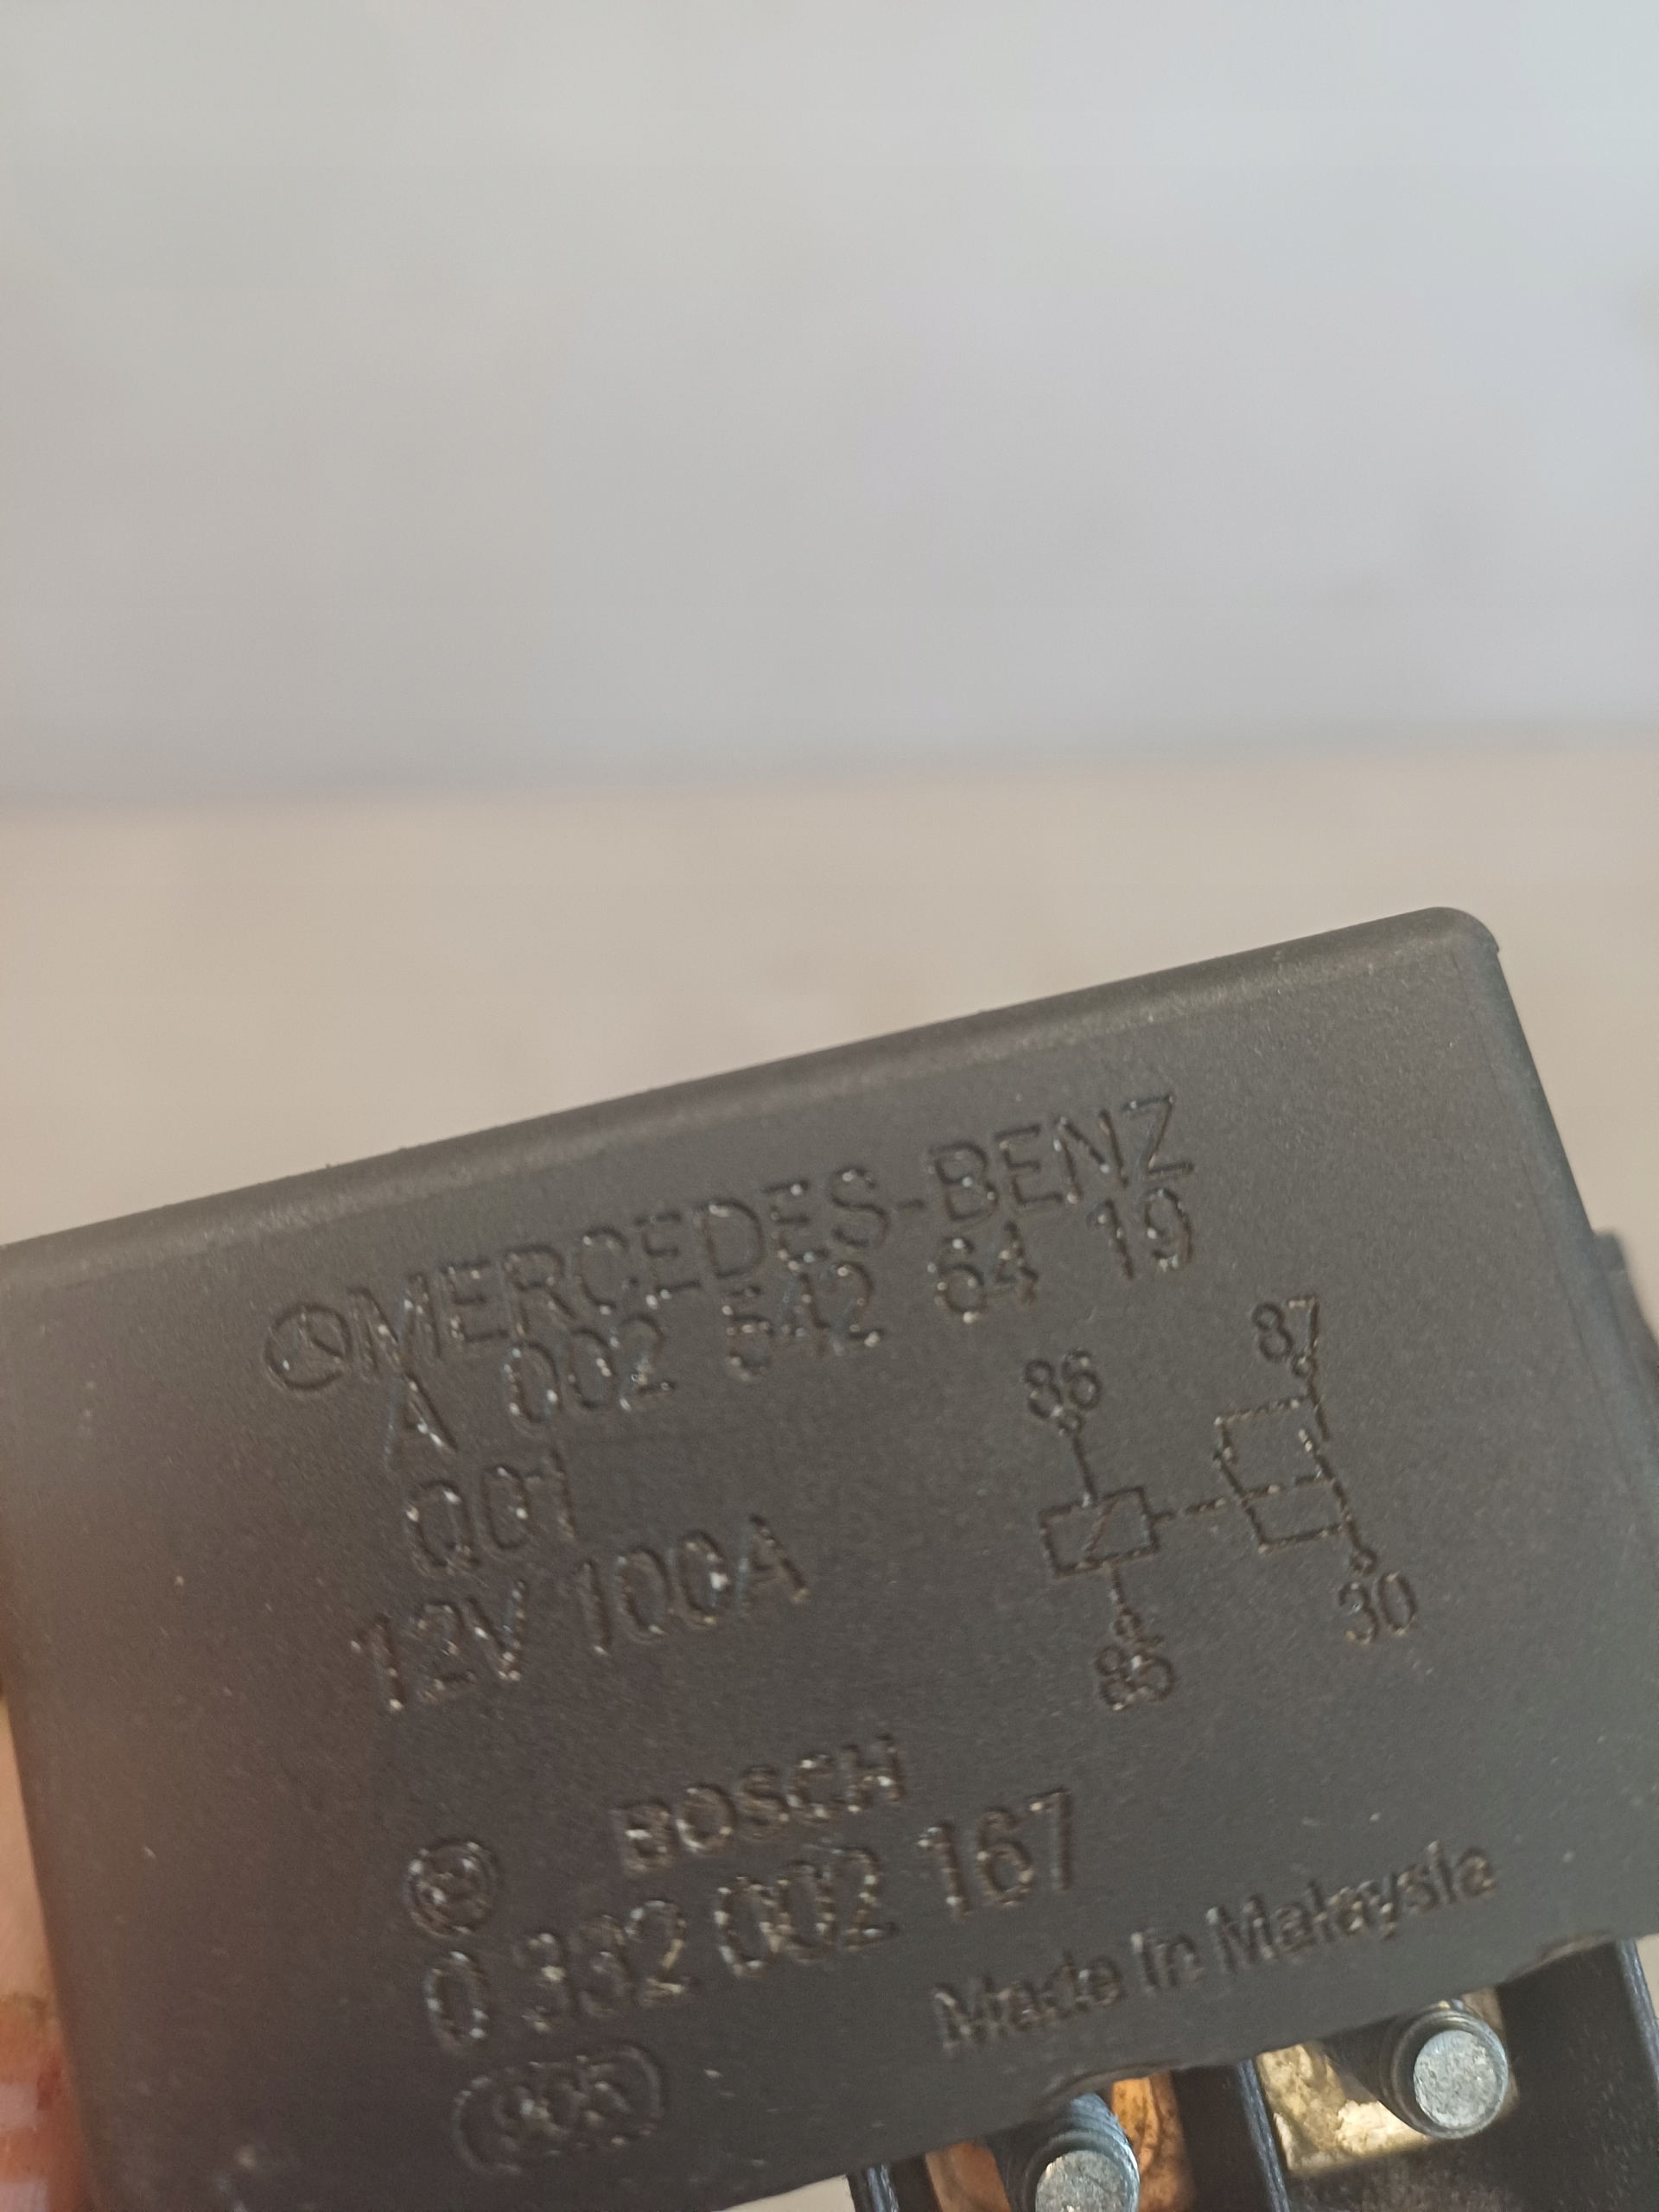 MERCEDES-BENZ
A 002 542 64 19
Q01
12V 100A
86
87
85
30
BOSCH
0 332 002 167
Made in Malaysia
905